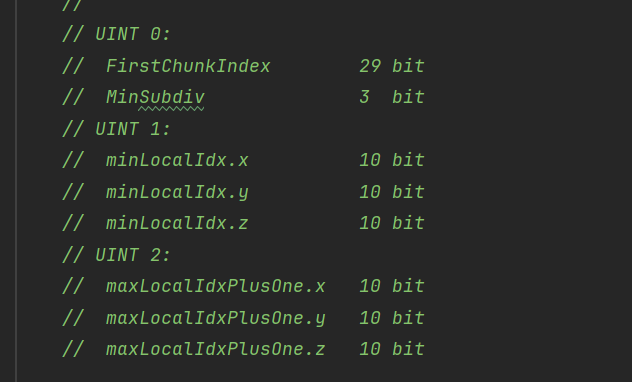 //
// UINT 0:
//  FirstChunkIndex        29 bit
//  MinSubdiv              3  bit
// UINT 1:
//  minLocalIdx.x          10 bit
//  minLocalIdx.y          10 bit
//  minLocalIdx.z          10 bit
// UINT 2:
//  maxLocalIdxPlusOne.x   10 bit
//  maxLocalIdxPlusOne.y   10 bit
//  maxLocalIdxPlusOne.z   10 bit